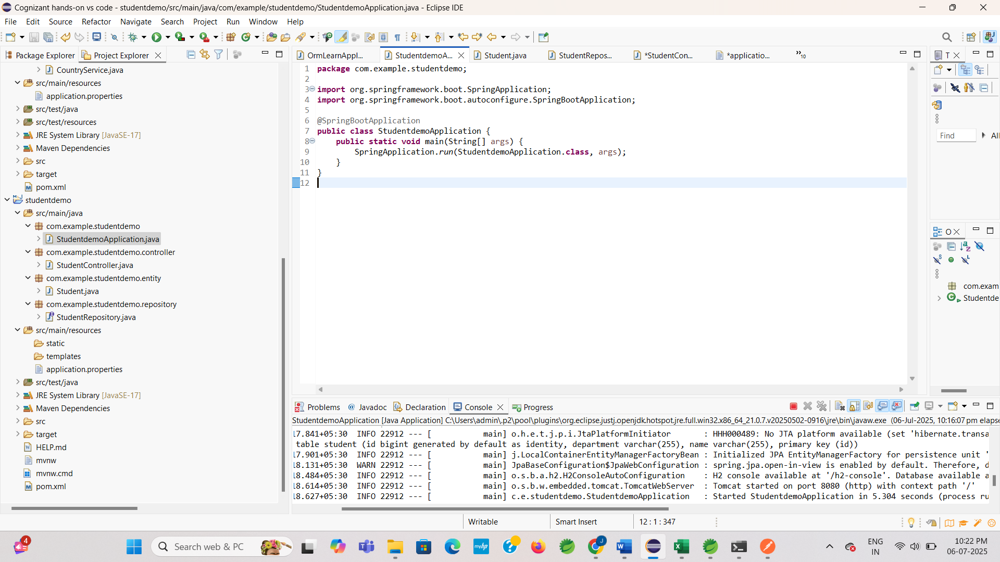 Cognizant hands-on vs code - studentdemo/src/main/java/com/example/studentdemo/StudentdemoApplication.java - Eclipse IDE
File Edit Source Refactor Navigate Search Project Run Window Help
Package Explorer Project Explorer
CountryService.java
src/main/resources
application.properties
src/test/java
src/test/resources
JRE System Library [JavaSE-17]
Maven Dependencies
src
target
pom.xml
studentdemo
src/main/java
com.example.studentdemo
StudentdemoApplication.java
com.example.studentdemo.controller
StudentController.java
com.example.studentdemo.entity
Student.java
com.example.studentdemo.repository
StudentRepository.java
src/main/resources
static
templates
application.properties
src/test/java
JRE System Library [JavaSE-17]
Maven Dependencies
src
target
HELP.md
mvnw
mvnw.cmd
pom.xml
OrmLearnAppl... StudentdemoA... Student.java StudentRepos... *StudentCon... *applicatio... »10
1 package com.example.studentdemo;
2
3 import org.springframework.boot.SpringApplication;
4 import org.springframework.boot.autoconfigure.SpringBootApplication;
5
6 @SpringBootApplication
7 public class StudentdemoApplication {
8 public static void main(String[] args) {
9 SpringApplication.run(StudentdemoApplication.class, args);
10 }
11 }
12
T
Find All
O
com.exam
Studentde
Problems @ Javadoc Declaration Console Progress
StudentdemoApplication [Java Application] C:\Users\admin\.p2\pool\plugins\org.eclipse.justj.openjdk.hotspot.jre.full.win32.x86_64_21.0.7.v20250502-0916\jre\bin\javaw.exe (06-Jul-2025, 10:16:07 pm elapse
17.841+05:30 INFO 22912 --- [ main] o.h.e.t.j.p.i.JtaPlatformInitiator : HHH000489: No JTA platform available (set 'hibernate.transa
table student (id bigint generated by default as identity, department varchar(255), name varchar(255), primary key (id))
17.901+05:30 INFO 22912 --- [ main] j.LocalContainerEntityManagerFactoryBean : Initialized JPA EntityManagerFactory for persistence unit '
18.131+05:30 WARN 22912 --- [ main] JpaBaseConfiguration$JpaWebConfiguration : spring.jpa.open-in-view is enabled by default. Therefore, d
18.484+05:30 INFO 22912 --- [ main] o.s.b.a.h2.H2ConsoleAutoConfiguration : H2 console available at '/h2-console'. Database available a
18.614+05:30 INFO 22912 --- [ main] o.s.b.w.embedded.tomcat.TomcatWebServer : Tomcat started on port 8080 (http) with context path '/'
18.627+05:30 INFO 22912 --- [ main] c.e.studentdemo.StudentdemoApplication : Started StudentdemoApplication in 5.304 seconds (process ru
Writable Smart Insert 12 : 1 : 347
4
Search web & PC
myhp
ENG
IN
10:22 PM
06-07-2025